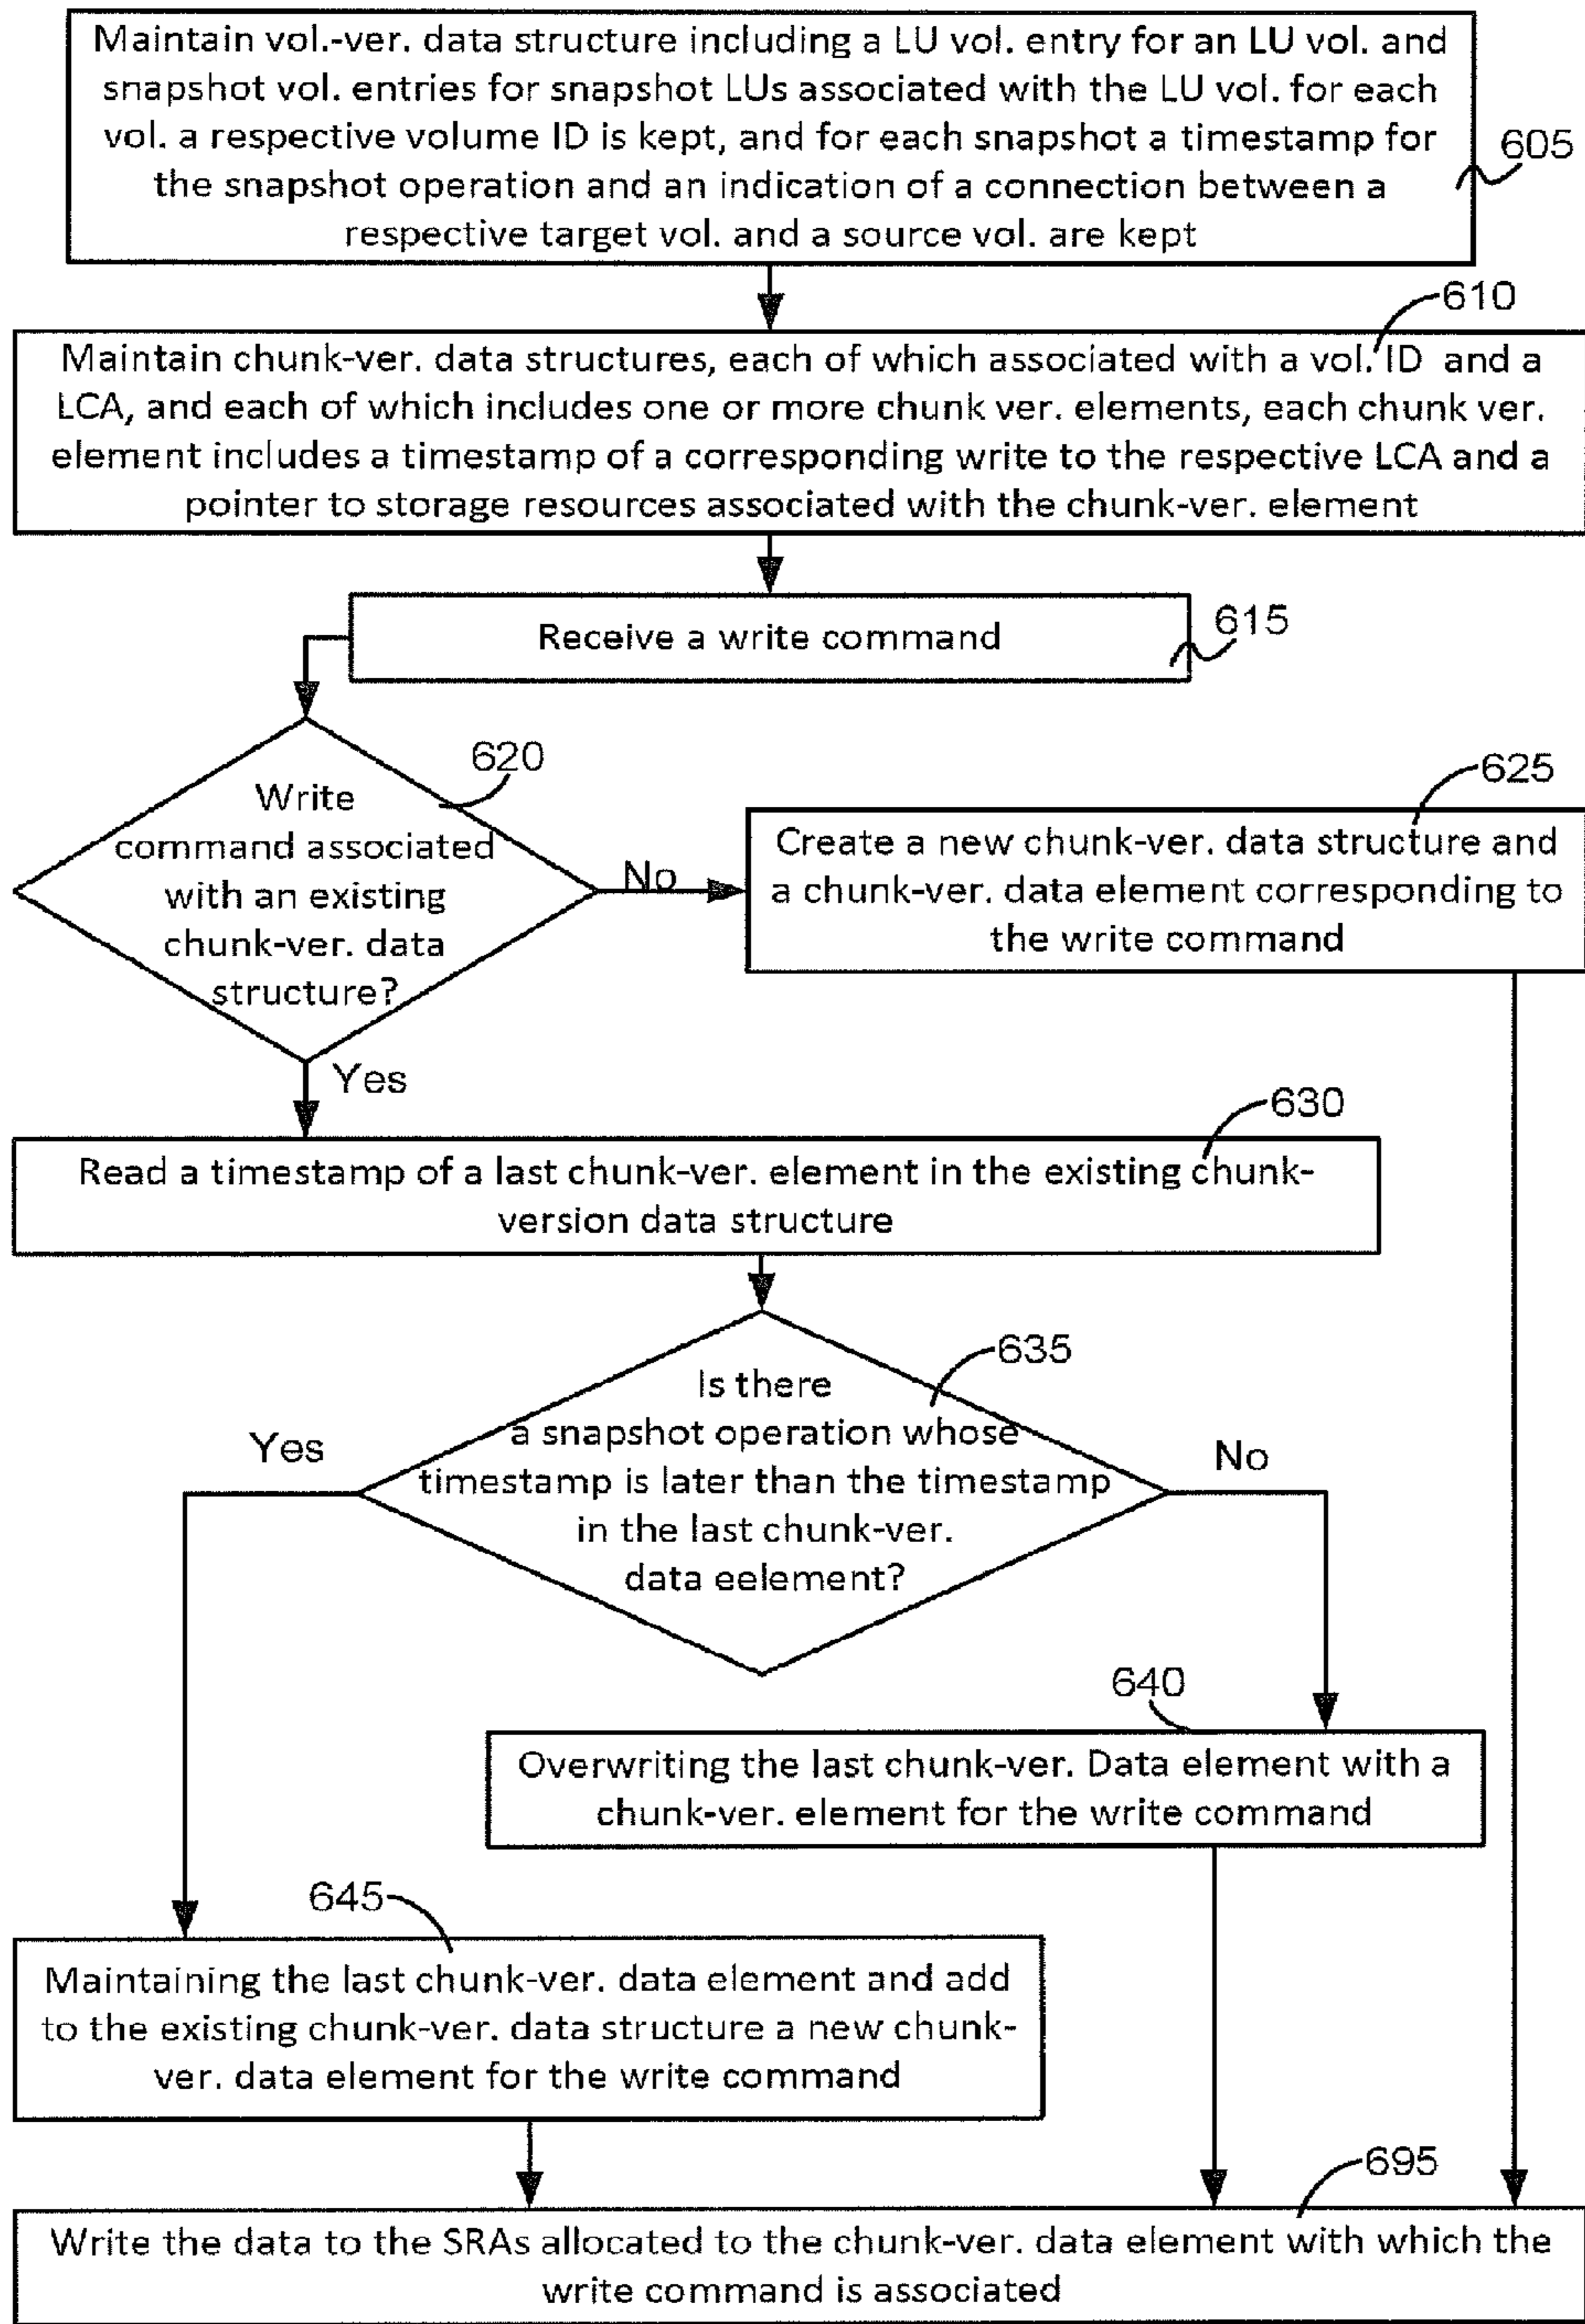 Maintain vol.-ver. data structure including a LU vol. entry for an LU vol. and
snapshot vol. entries for snapshot LUs associated with the LU vol. for each
vol. a respective volume ID is kept, and for each snapshot a timestamp for
the snapshot operation and an indication of a connection between a
respective target vol. and a source vol. are kept
605
610
Maintain chunk-ver. data structures, each of which associated with a vol. ID and a
LCA, and each of which includes one or more chunk ver. elements, each chunk ver.
element includes a timestamp of a corresponding write to the respective LCA and a
pointer to storage resources associated with the chunk-ver. element
Receive a write command
615
620
Write
command associated
with an existing
chunk-ver. data
structure?
No
625
Create a new chunk-ver. data structure and
a chunk-ver. data element corresponding to
the write command
Yes
630
Read a timestamp of a last chunk-ver. element in the existing chunk-
version data structure
635
Is there
a snapshot operation whose
timestamp is later than the timestamp
in the last chunk-ver.
data eelement?
Yes
No
640
Overwriting the last chunk-ver. Data element with a
chunk-ver. element for the write command
645
Maintaining the last chunk-ver. data element and add
to the existing chunk-ver. data structure a new chunk-
ver. data element for the write command
695
Write the data to the SRAs allocated to the chunk-ver. data element with which the
write command is associated